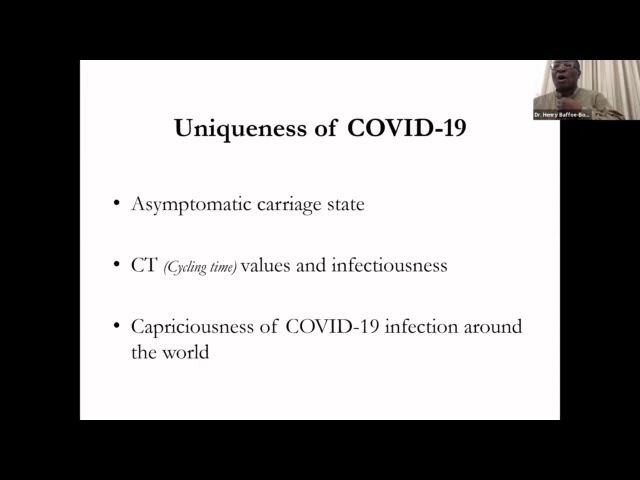 Uniqueness of COVID-19
Dr. Henry Baffoe-Bo...
• Asymptomatic carriage state
• CT (Cycling time) values and infectiousness
• Capriciousness of COVID-19 infection around
the world